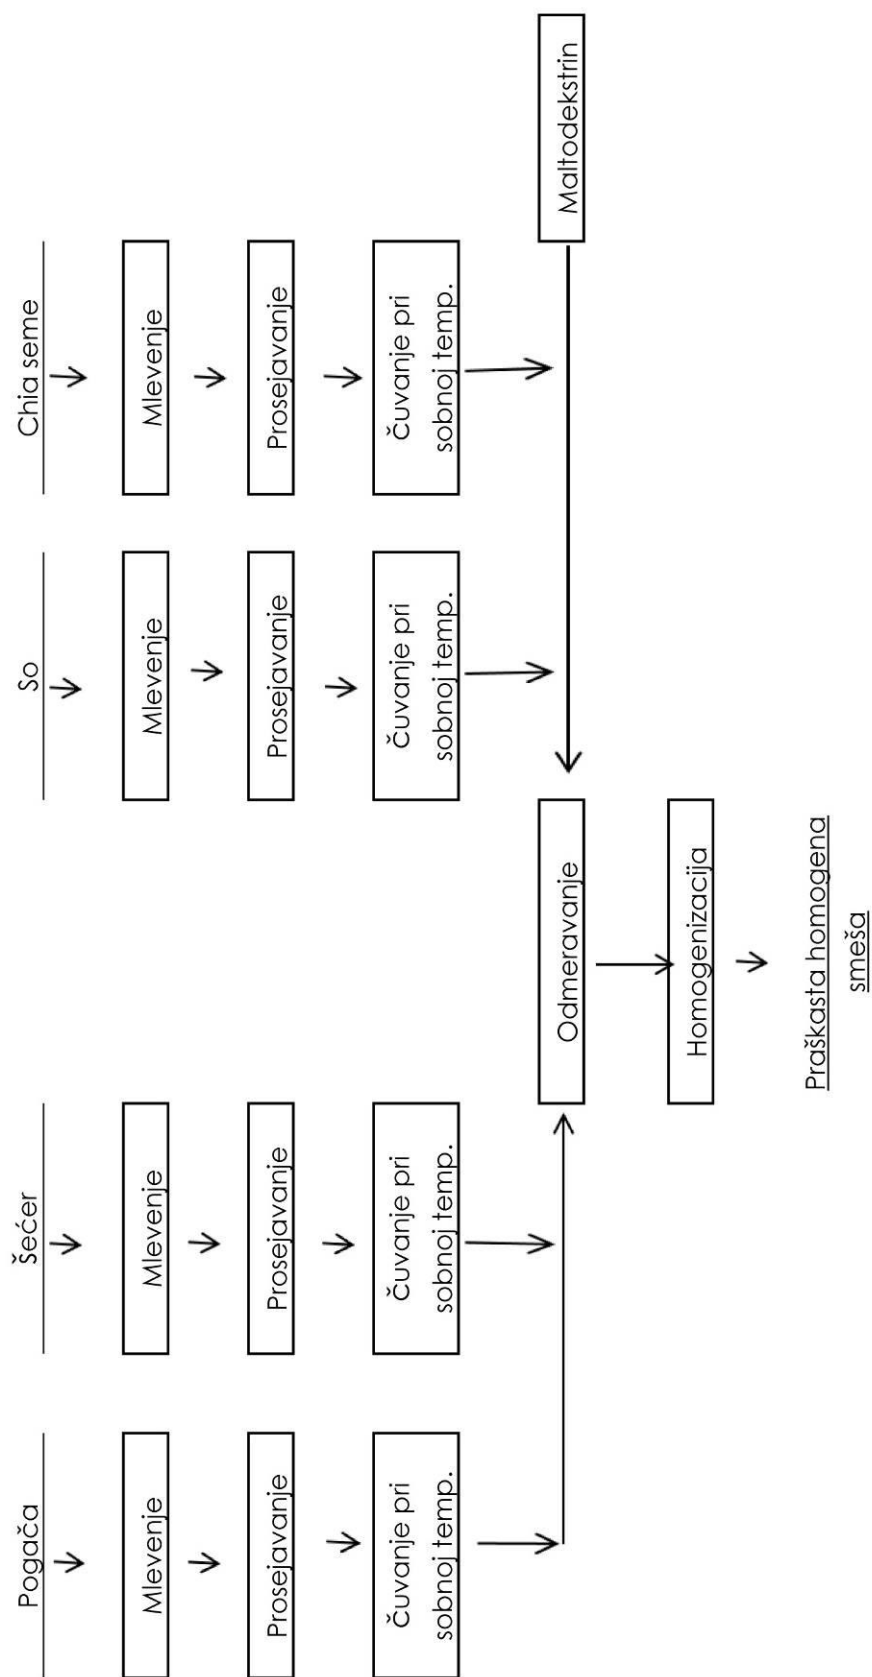 Pogača
Šećer
So
Chia seme
Mlevenje
Mlevenje
Mlevenje
Mlevenje
Prosejavanje
Prosejavanje
Prosejavanje
Prosejavanje
Čuvanje pri
sobnoj temp.
Čuvanje pri
sobnoj temp.
Čuvanje pri
sobnoj temp.
Čuvanje pri
sobnoj temp.
Odmeravanje
Maltodekstrin
Homogenizacija
Praškasta homogena
smeša